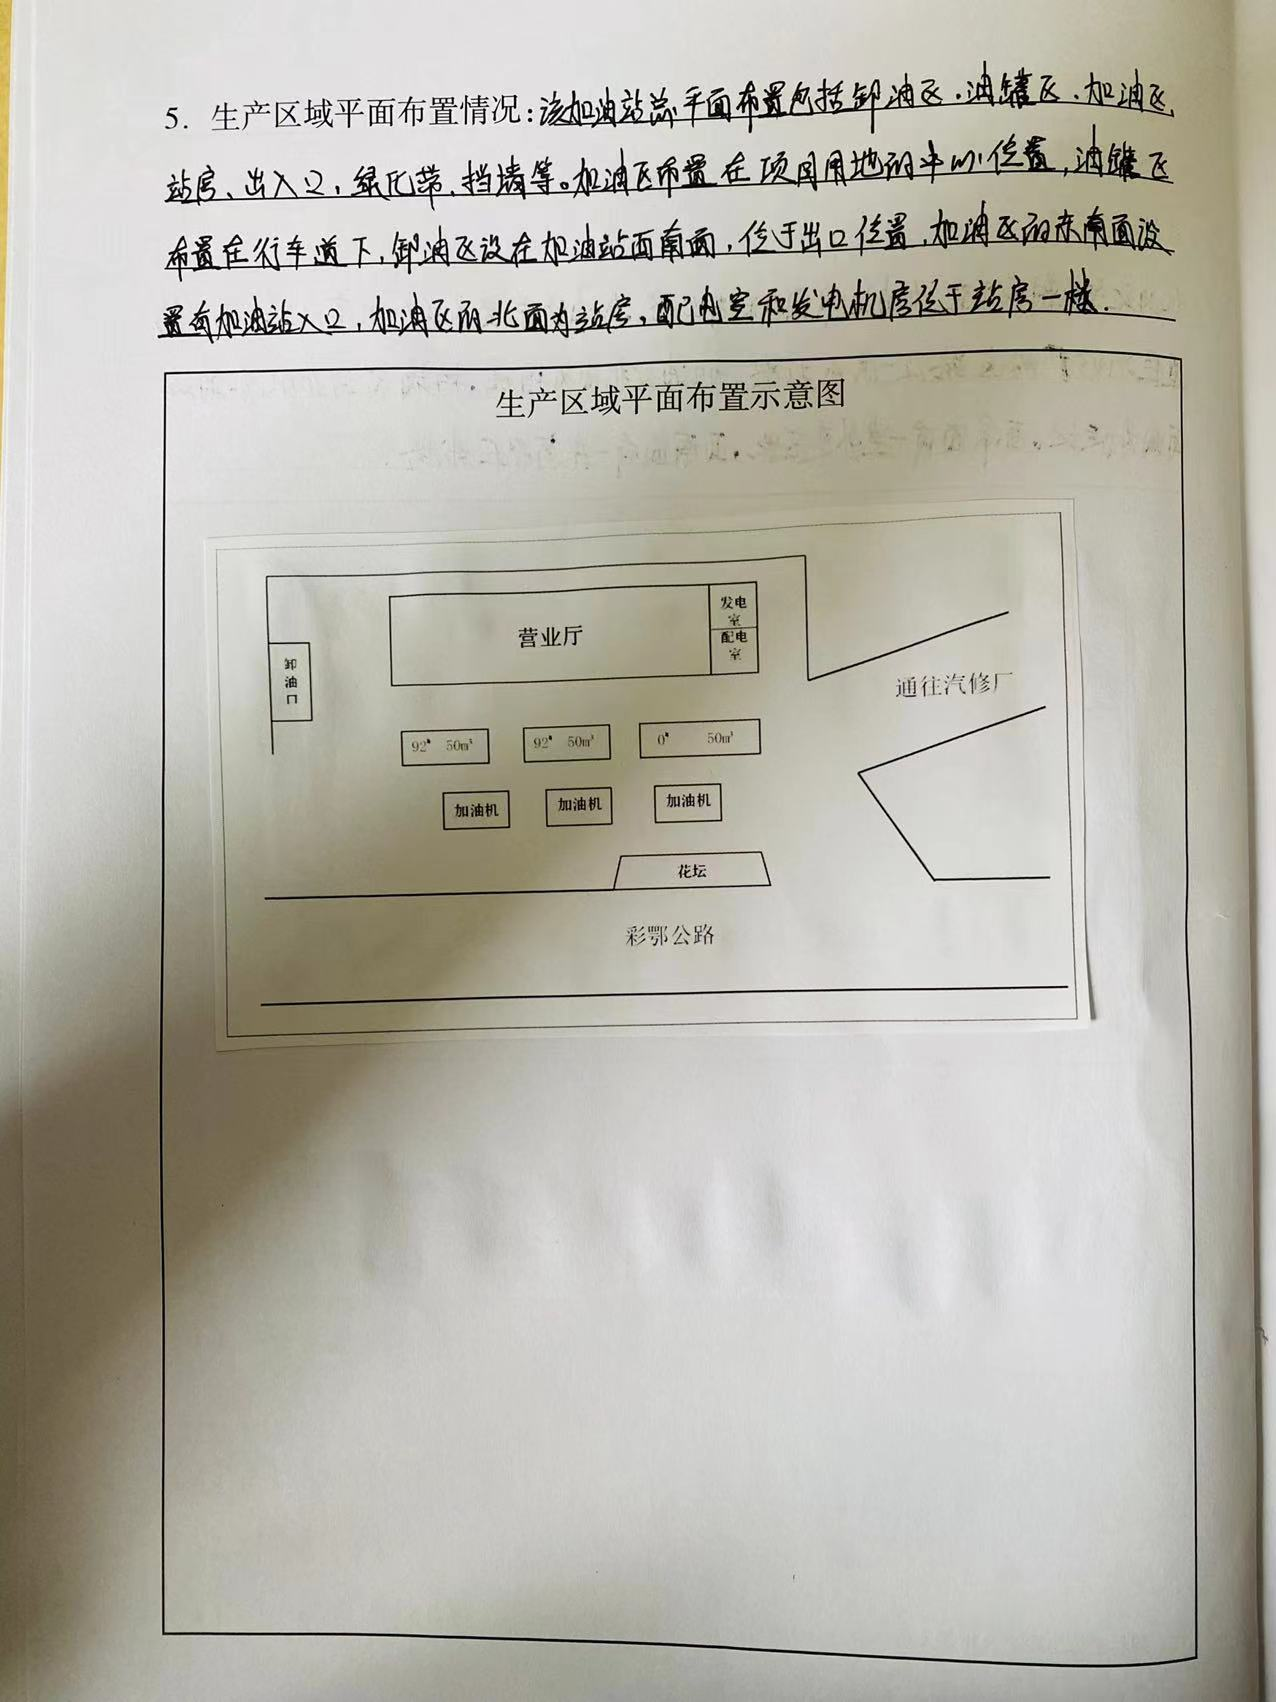 5. 生产区域平面布置情况：该加油站总平面布置包括卸油区、油罐区、加油区、
站房、出入口、绿化带、挡墙等。加油区布置在项目用地的中心位置，油罐区
布置在行车道下，卸油区设在加油站西南面，位于出口位置，加油区的东南面设
置有加油站入口，加油区的北面为站房，配电室和发电机房位于站房一楼.
生产区域平面布置示意图
发电
室
营业厅
配电
室
卸
油
口
通往汽修厂
92# 50m³
92# 50m³
0# 50m³
加油机
加油机
加油机
花坛
彩鄂公路